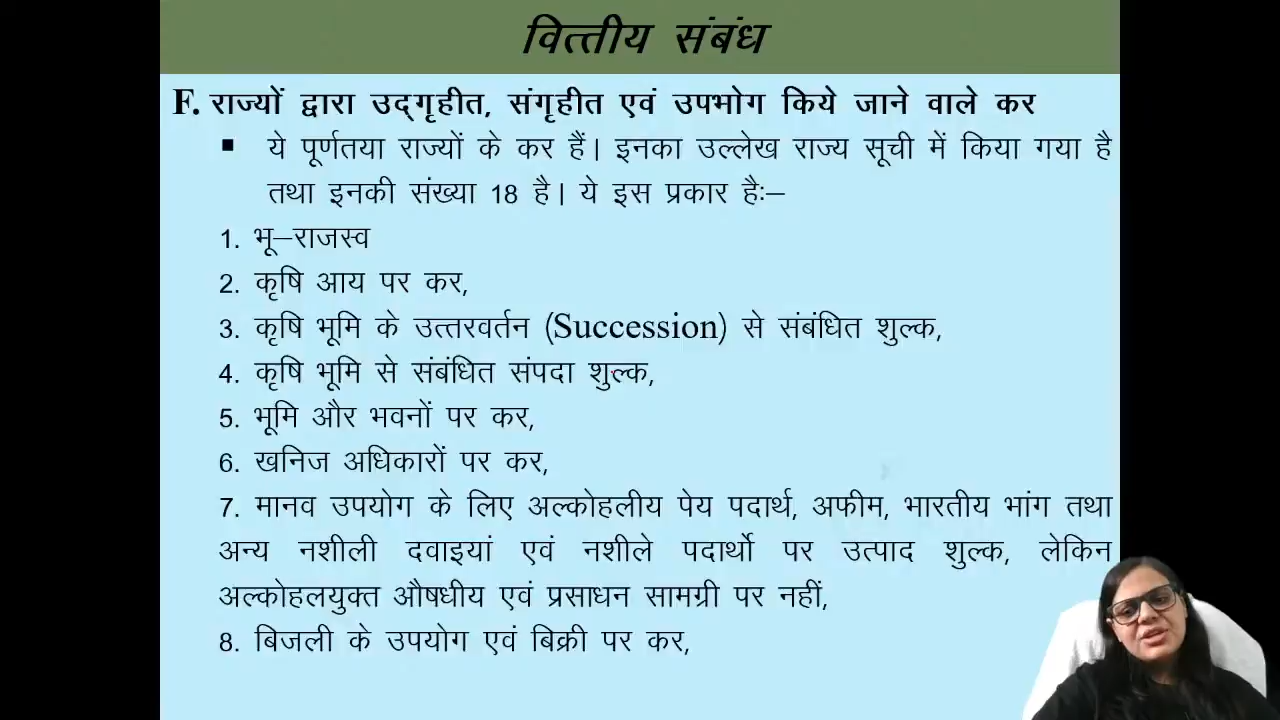 वित्तीय संबंध
F. राज्यों द्वारा उद्गृहीत, संगृहीत एवं उपभोग किये जाने वाले कर
▪ ये पूर्णतया राज्यों के कर हैं। इनका उल्लेख राज्य सूची में किया गया है
तथा इनकी संख्या 18 है। ये इस प्रकार हैः–
1. भू–राजस्व
2. कृषि आय पर कर,
3. कृषि भूमि के उत्तरवर्तन (Succession) से संबंधित शुल्क,
4. कृषि भूमि से संबंधित संपदा शुल्क,
5. भूमि और भवनों पर कर,
6. खनिज अधिकारों पर कर,
7. मानव उपयोग के लिए अल्कोहलीय पेय पदार्थ, अफीम, भारतीय भांग तथा
अन्य नशीली दवाइयां एवं नशीले पदार्थो पर उत्पाद शुल्क, लेकिन
अल्कोहलयुक्त औषधीय एवं प्रसाधन सामग्री पर नहीं,
8. बिजली के उपयोग एवं बिक्री पर कर,